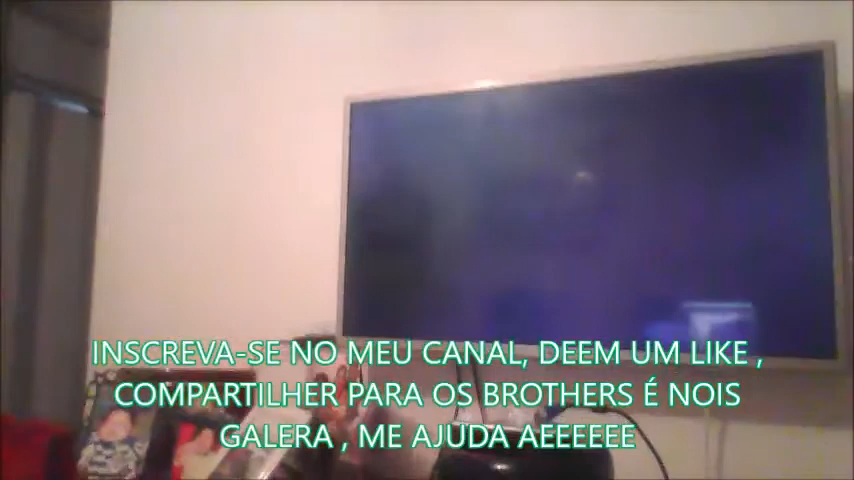 INSCREVA-SE NO MEU CANAL, DEEM UM LIKE ,
COMPARTILHER PARA OS BROTHERS É NOIS
GALERA , ME AJUDA AEEEEEE